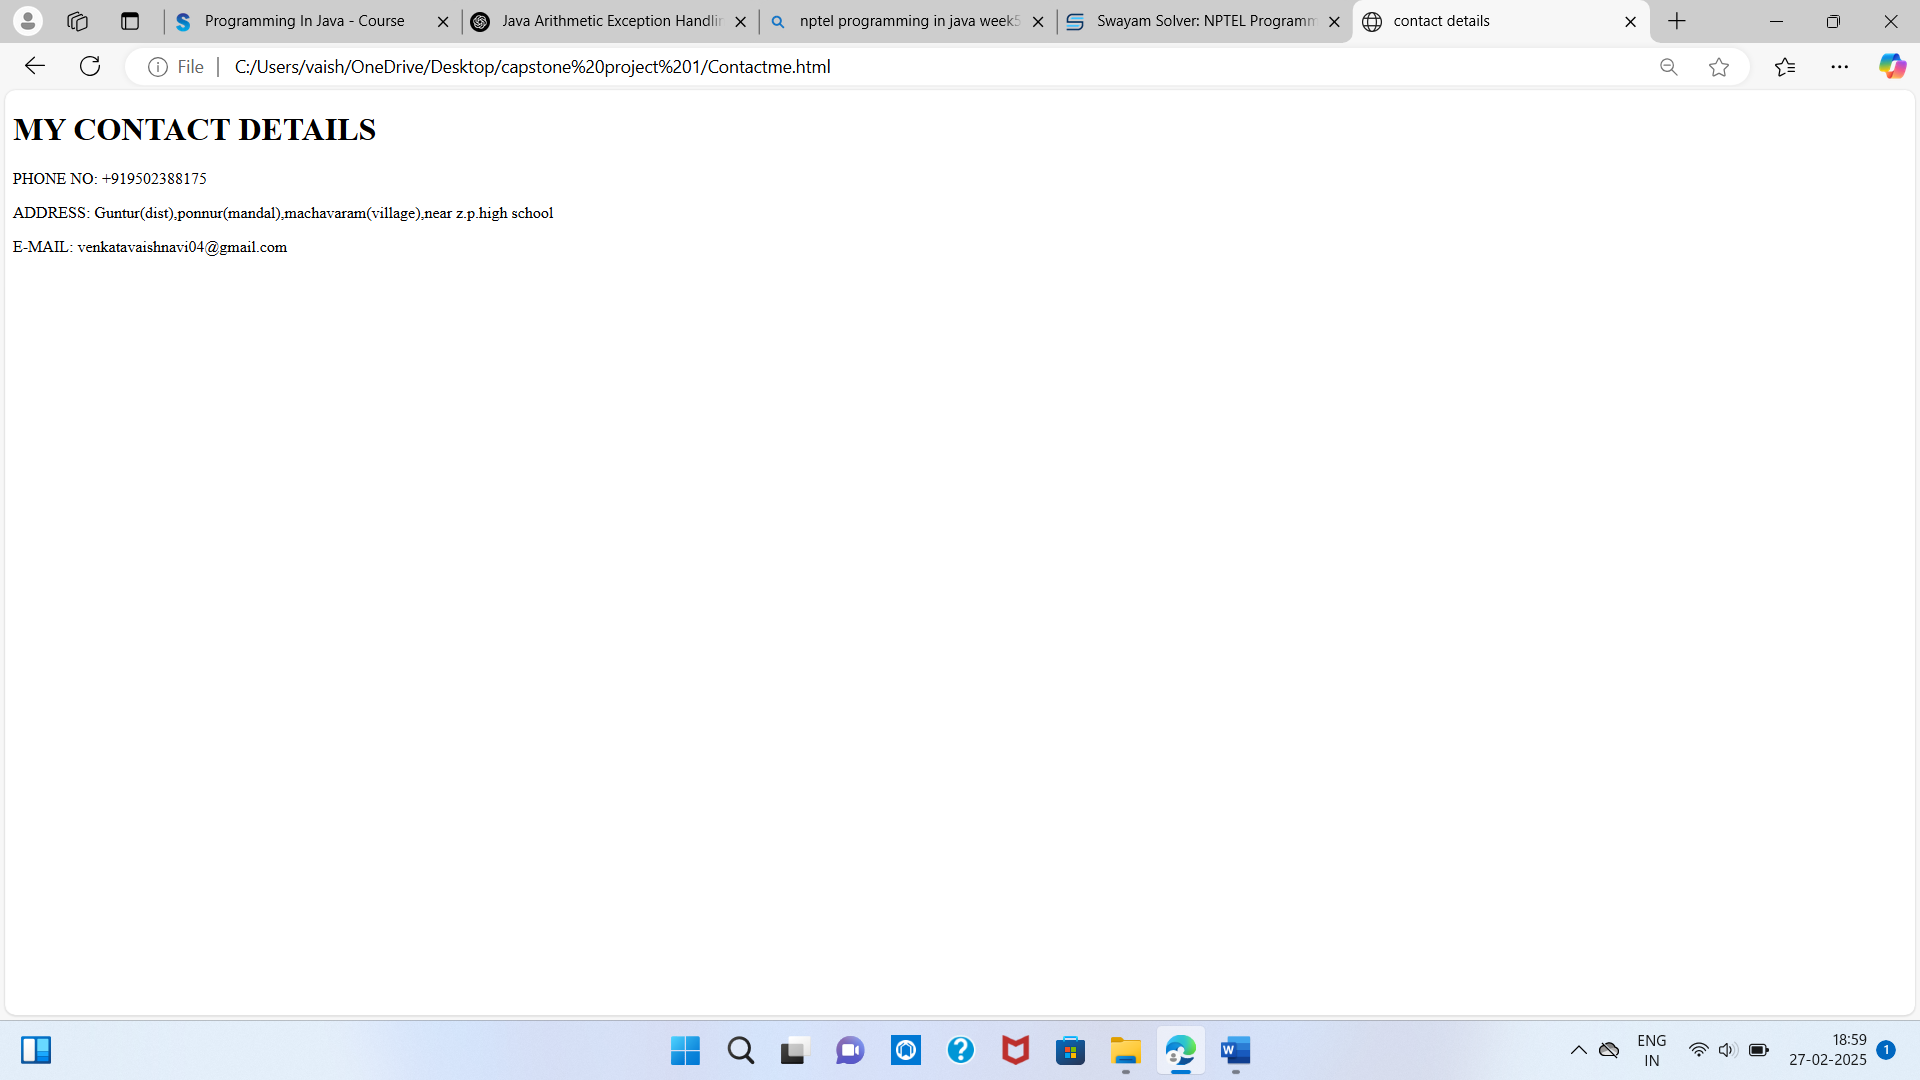 Programming In Java - Course
Java Arithmetic Exception Handlin
nptel programming in java week5
Swayam Solver: NPTEL Programm
contact details
File
C:/Users/vaish/OneDrive/Desktop/capstone%20project%201/Contactme.html
MY CONTACT DETAILS
PHONE NO: +919502388175
ADDRESS: Guntur(dist),ponnur(mandal),machavaram(village),near z.p.high school
E-MAIL: venkatavaishnavi04@gmail.com
ENG
IN
18:59
27-02-2025
1